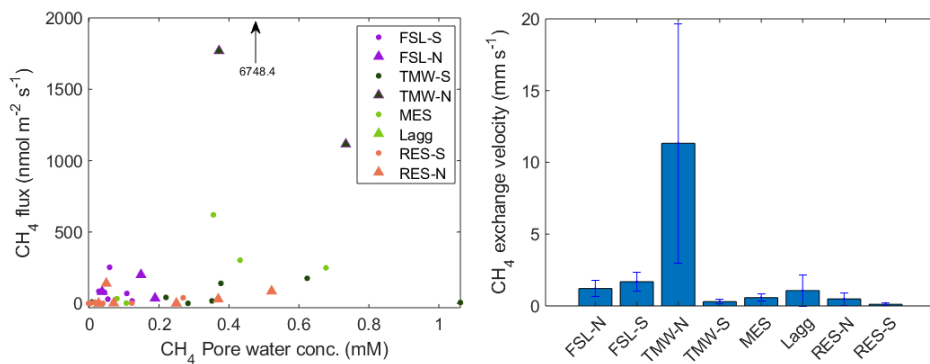 CH4 flux (nmol m-2 s-1)
2000
1500
1000
500
0
0
0.2
0.4
0.6
0.8
1
CH4 Pore water conc. (mM)
6748.4
FSL-S
FSL-N
TMW-S
TMW-N
MES
Lagg
RES-S
RES-N
CH4 exchange velocity (mm s-1)
20
15
10
5
0
FSL-N
FSL-S
TMW-N
TMW-S
MES
Lagg
RES-N
RES-S